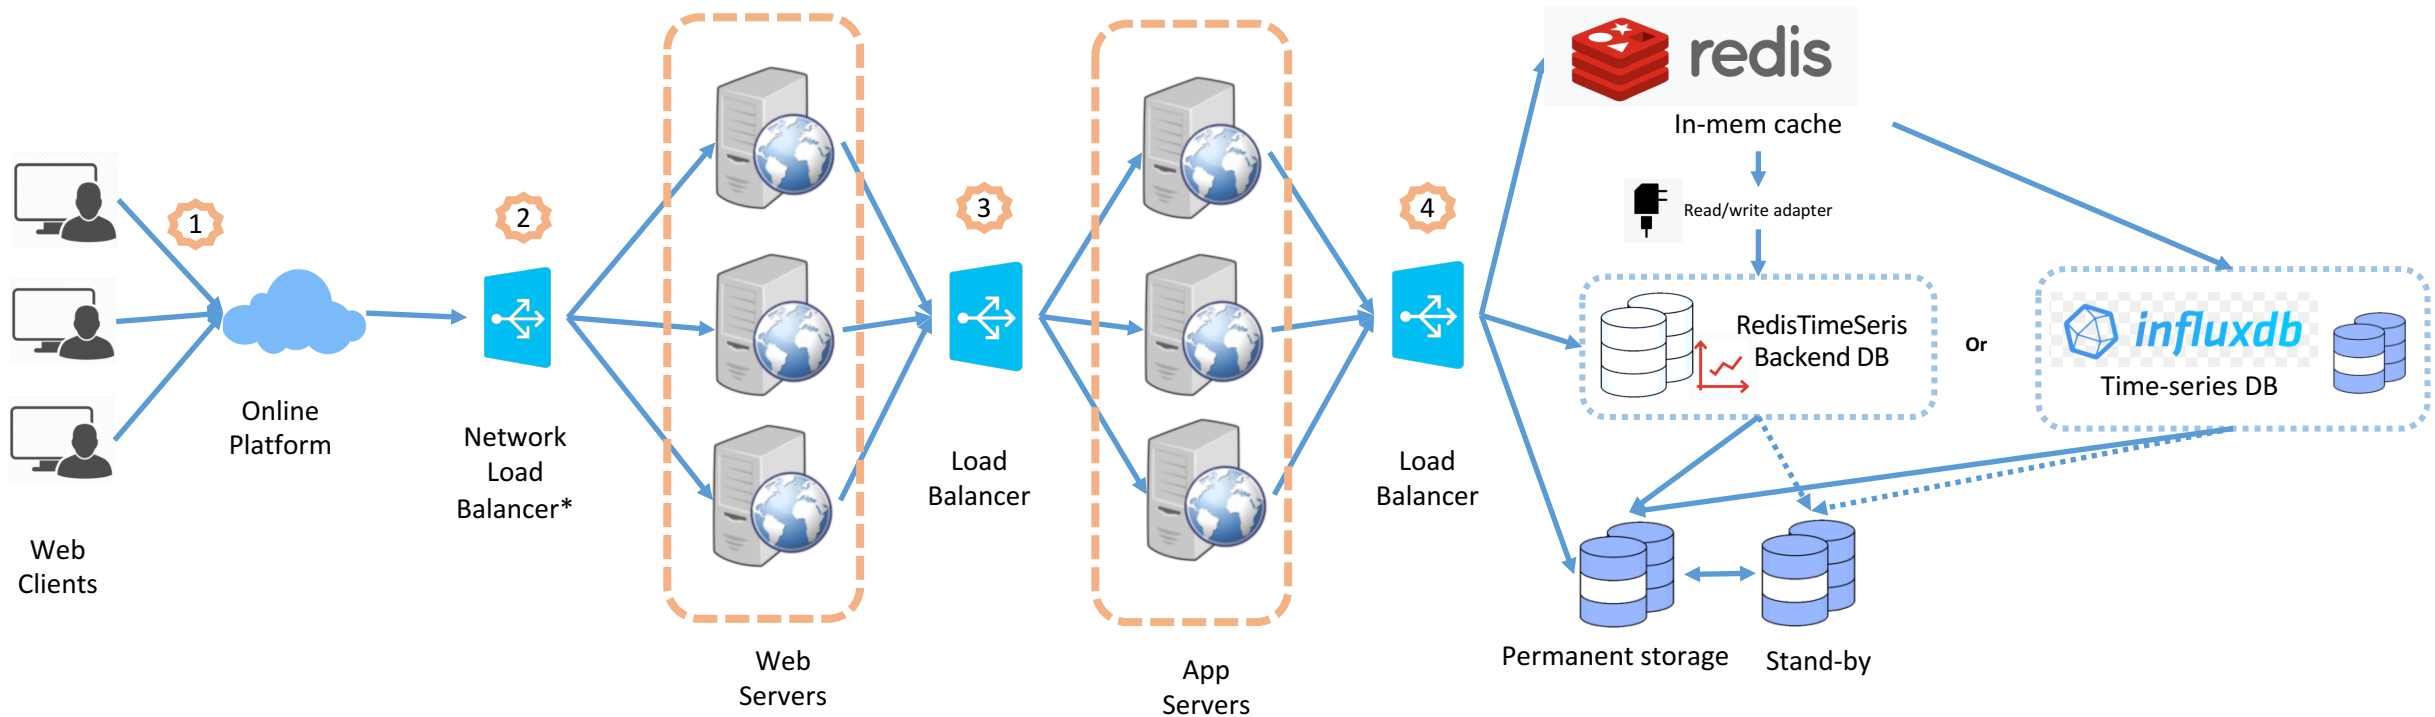 Web
Clients
1
Online
Platform
2
Network
Load
Balancer*
Web
Servers
3
Load
Balancer
App
Servers
4
Load
Balancer
redis
In-mem cache
Read/write adapter
RedisTimeSeris
Backend DB
Or
influxdb
Time-series DB
Permanent storage
Stand-by